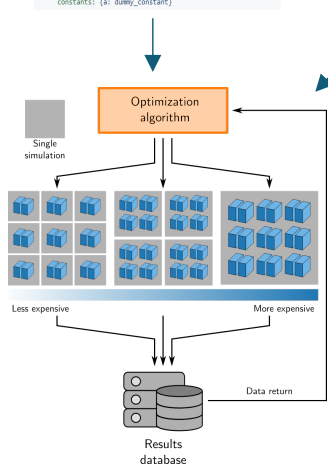 constants: {a: dummy_constant}
Optimization
algorithm
Single
simulation
Less expensive
More expensive
Data return
Results
database